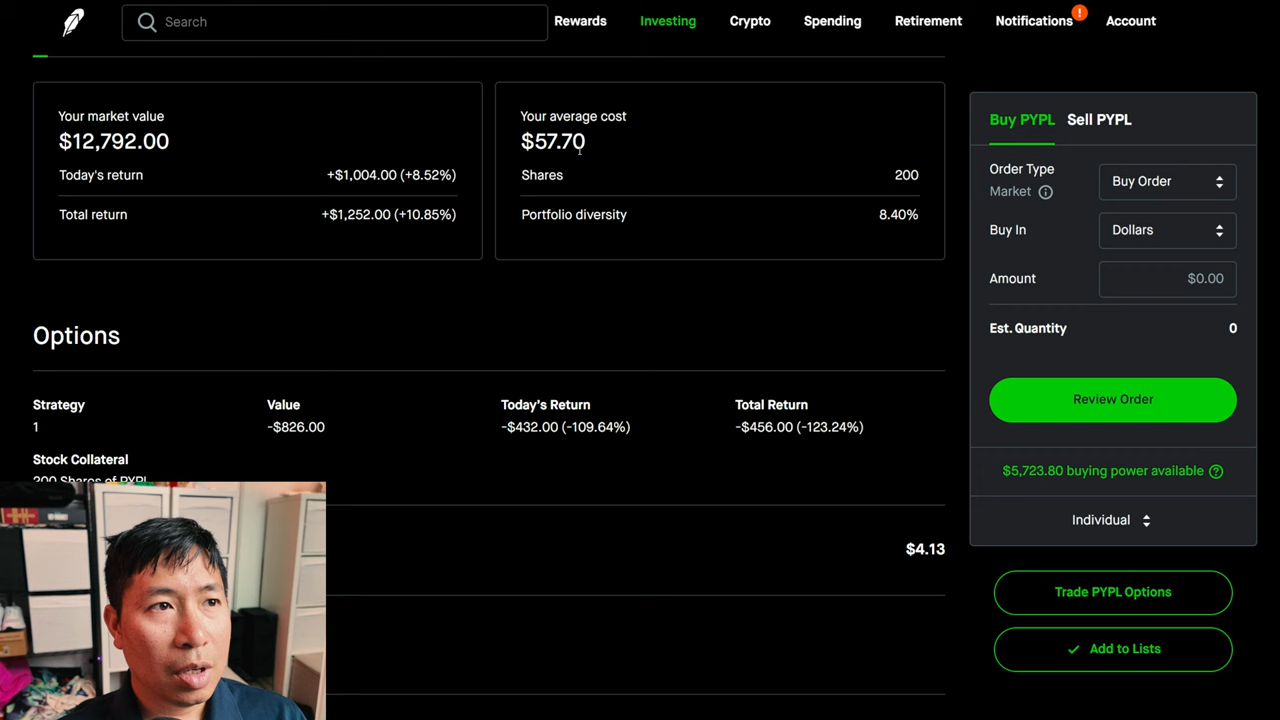 Search
Rewards
Investing
Crypto
Spending
Retirement
Notifications
!
Account
Your market value
$12,792.00
Today's return
+$1,004.00 (+8.52%)
Total return
+$1,252.00 (+10.85%)
Your average cost
$57.70
Shares
200
Portfolio diversity
8.40%
Buy PYPL
Sell PYPL
Order Type
Market
Buy Order
Buy In
Dollars
Amount
$0.00
Est. Quantity
0
Review Order
$5,723.80 buying power available
Individual
Trade PYPL Options
Add to Lists
Options
Strategy
Value
Today's Return
Total Return
1
-$826.00
-$432.00 (-109.64%)
-$456.00 (-123.24%)
Stock Collateral
200 Shares of PYPL
$4.13